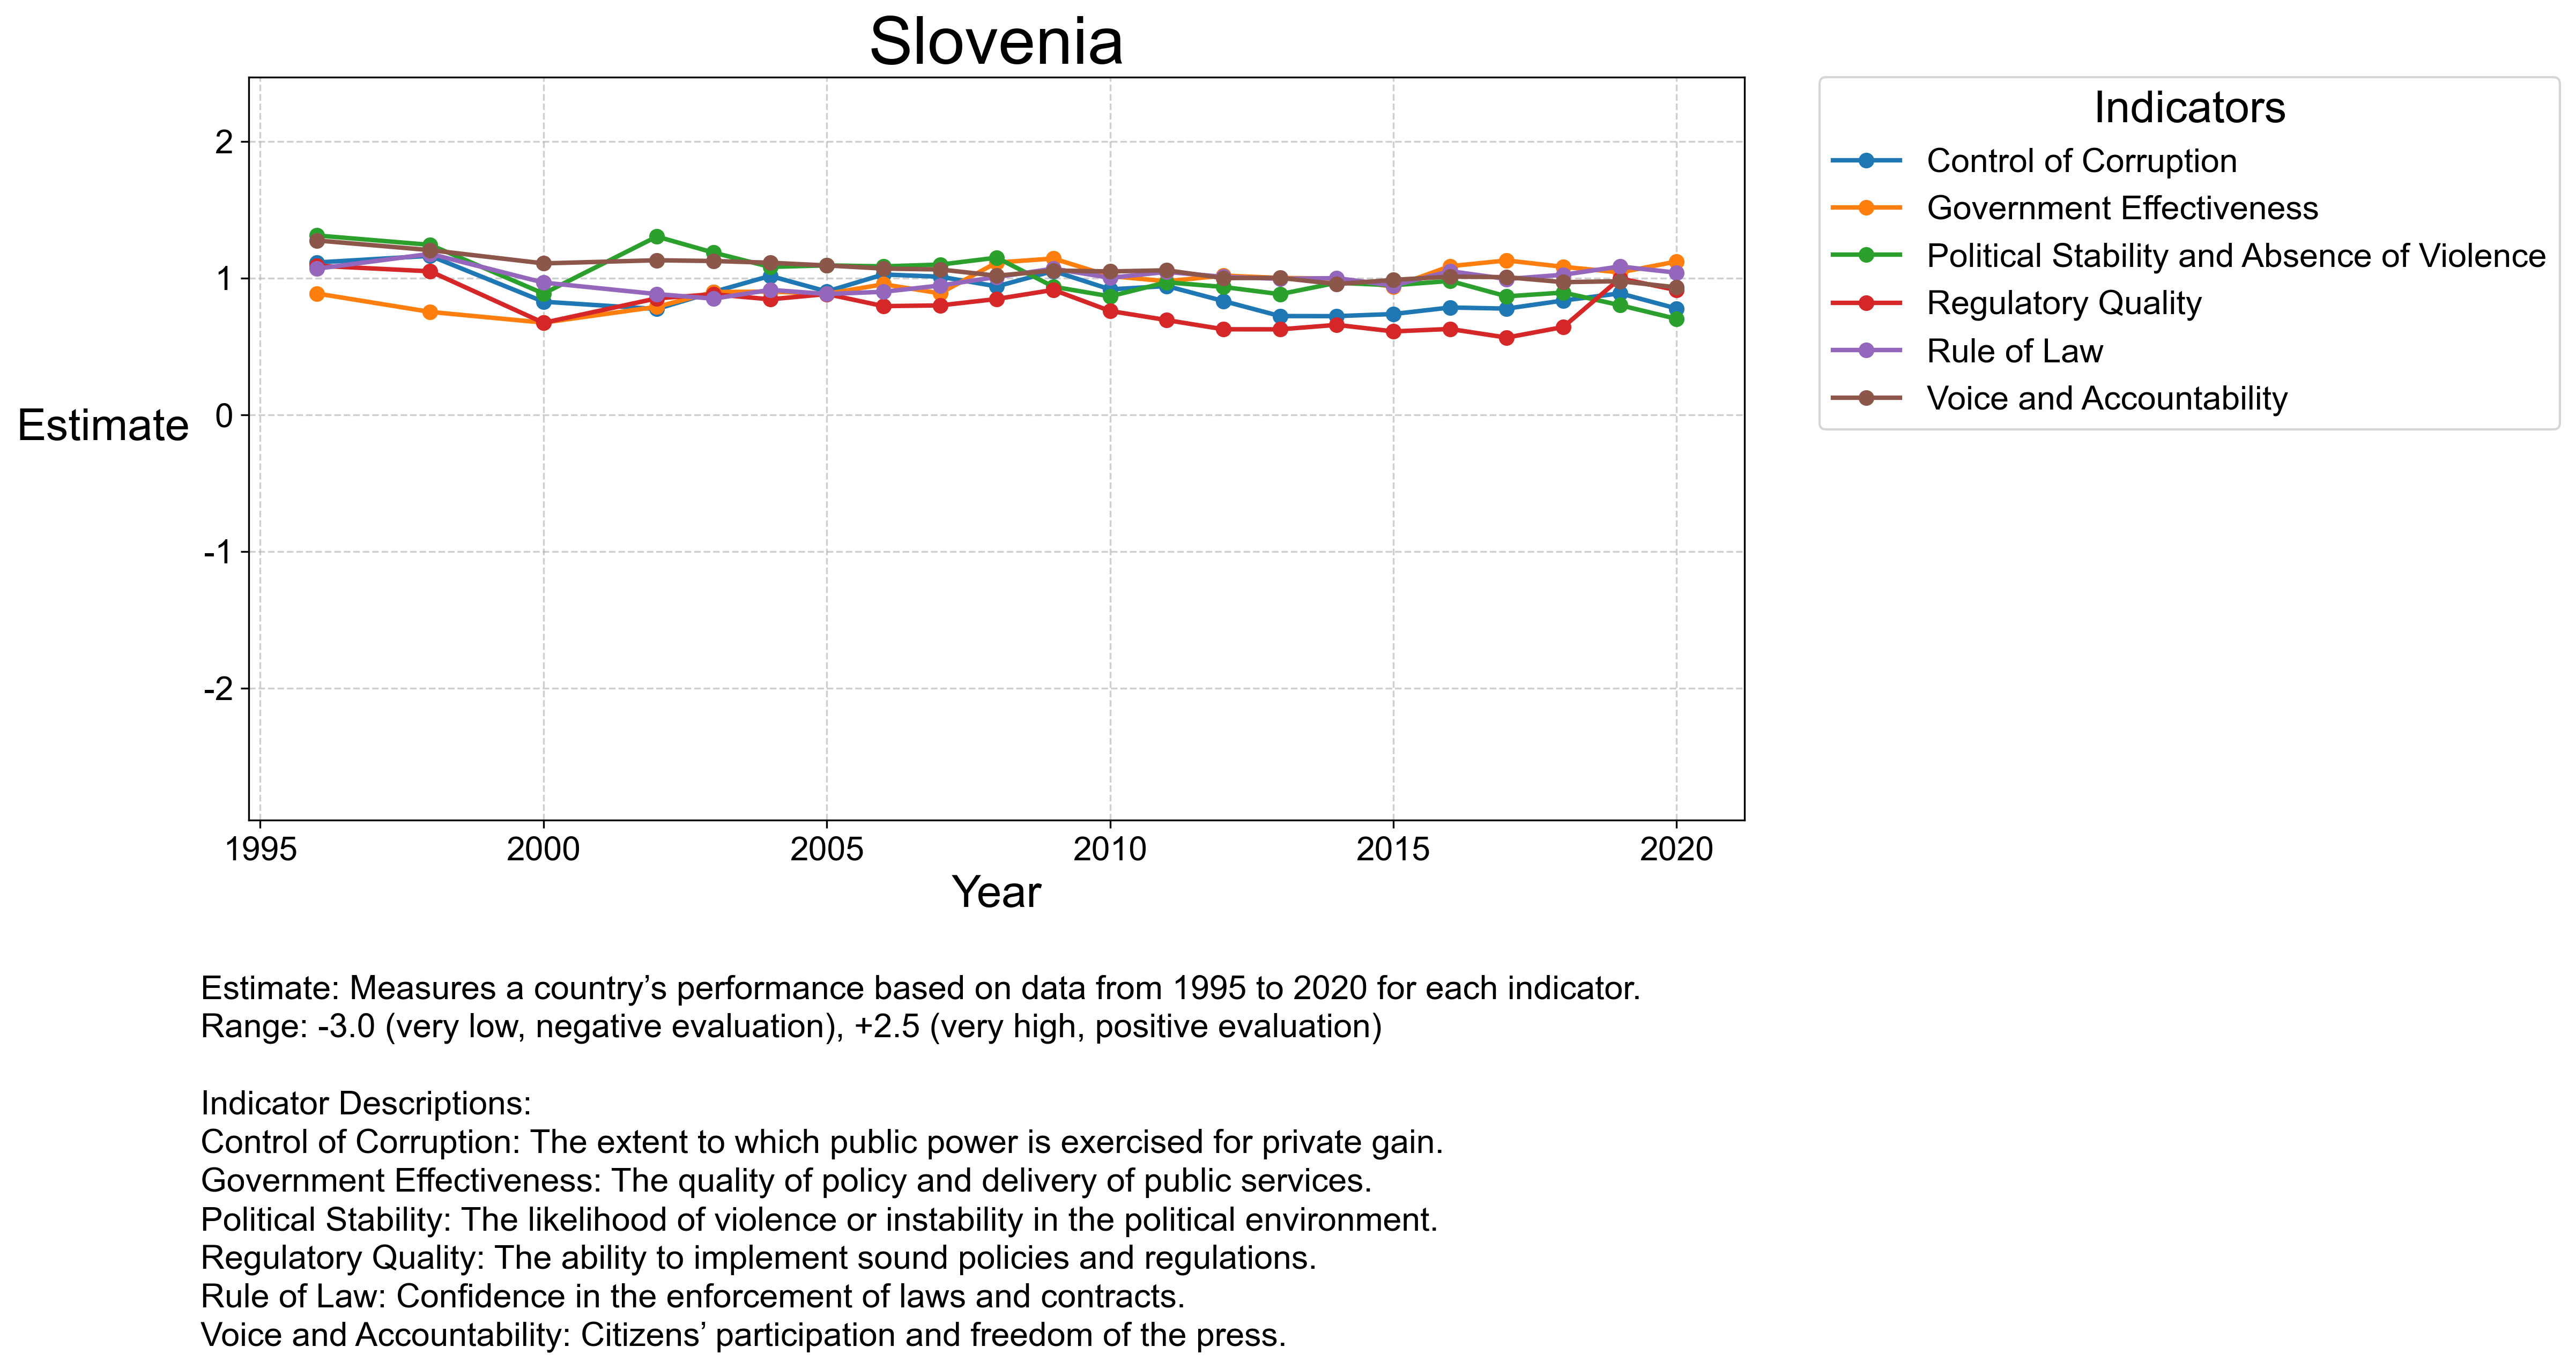 Slovenia
Indicators
Control of Corruption
Government Effectiveness
Political Stability and Absence of Violence
Regulatory Quality
Rule of Law
Voice and Accountability
2
1
0
-1
-2
Estimate
1995 2000 2005 2010 2015 2020
Year
Estimate: Measures a country’s performance based on data from 1995 to 2020 for each indicator.
Range: -3.0 (very low, negative evaluation), +2.5 (very high, positive evaluation)
Indicator Descriptions:
Control of Corruption: The extent to which public power is exercised for private gain.
Government Effectiveness: The quality of policy and delivery of public services.
Political Stability: The likelihood of violence or instability in the political environment.
Regulatory Quality: The ability to implement sound policies and regulations.
Rule of Law: Confidence in the enforcement of laws and contracts.
Voice and Accountability: Citizens’ participation and freedom of the press.